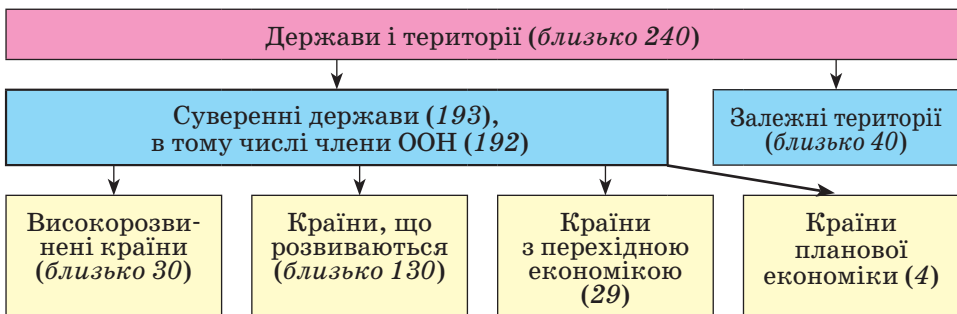 Держави і території (близько 240)
Суверенні держави (193),
в тому числі члени ООН (192)
Залежні території
(близько 40)
Високорозви-
нені країни
(близько 30)
Країни, що
розвиваються
(близько 130)
Країни
з перехідною
економікою
(29)
Країни
планової
економіки (4)